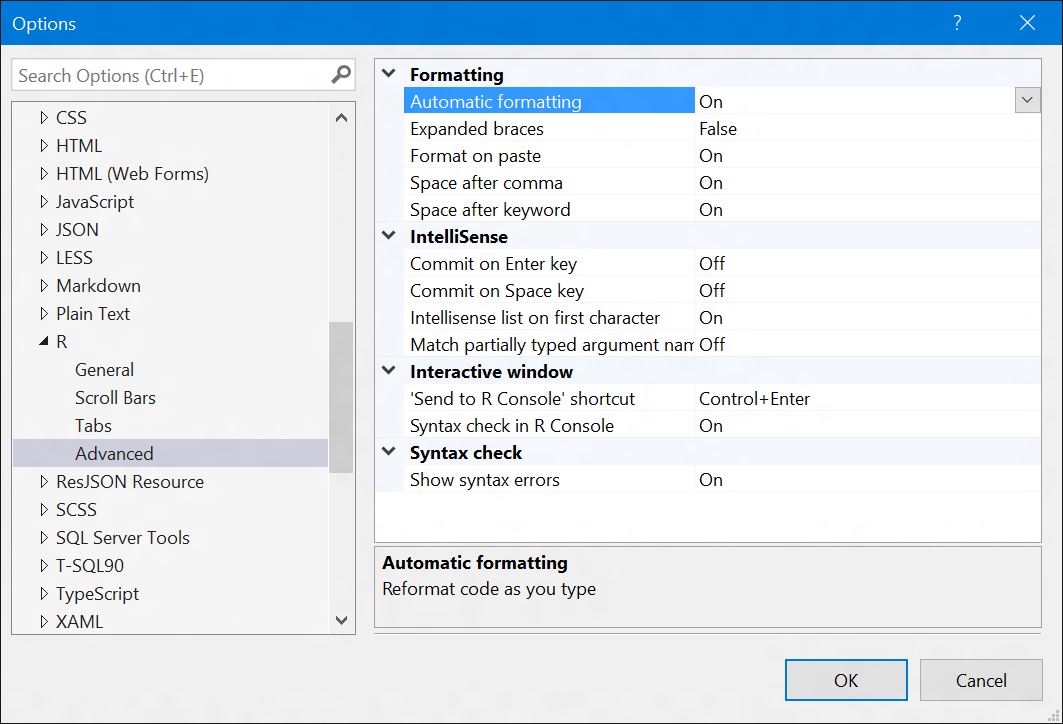 Options
?
Search Options (Ctrl+E)
CSS
HTML
HTML (Web Forms)
JavaScript
JSON
LESS
Markdown
Plain Text
R
General
Scroll Bars
Tabs
Advanced
ResJSON Resource
SCSS
SQL Server Tools
T-SQL90
TypeScript
XAML
Formatting
Automatic formatting On
Expanded braces False
Format on paste On
Space after comma On
Space after keyword On
IntelliSense
Commit on Enter key Off
Commit on Space key Off
Intellisense list on first character On
Match partially typed argument nam Off
Interactive window
'Send to R Console' shortcut Control+Enter
Syntax check in R Console On
Syntax check
Show syntax errors On
Automatic formatting
Reformat code as you type
OK Cancel